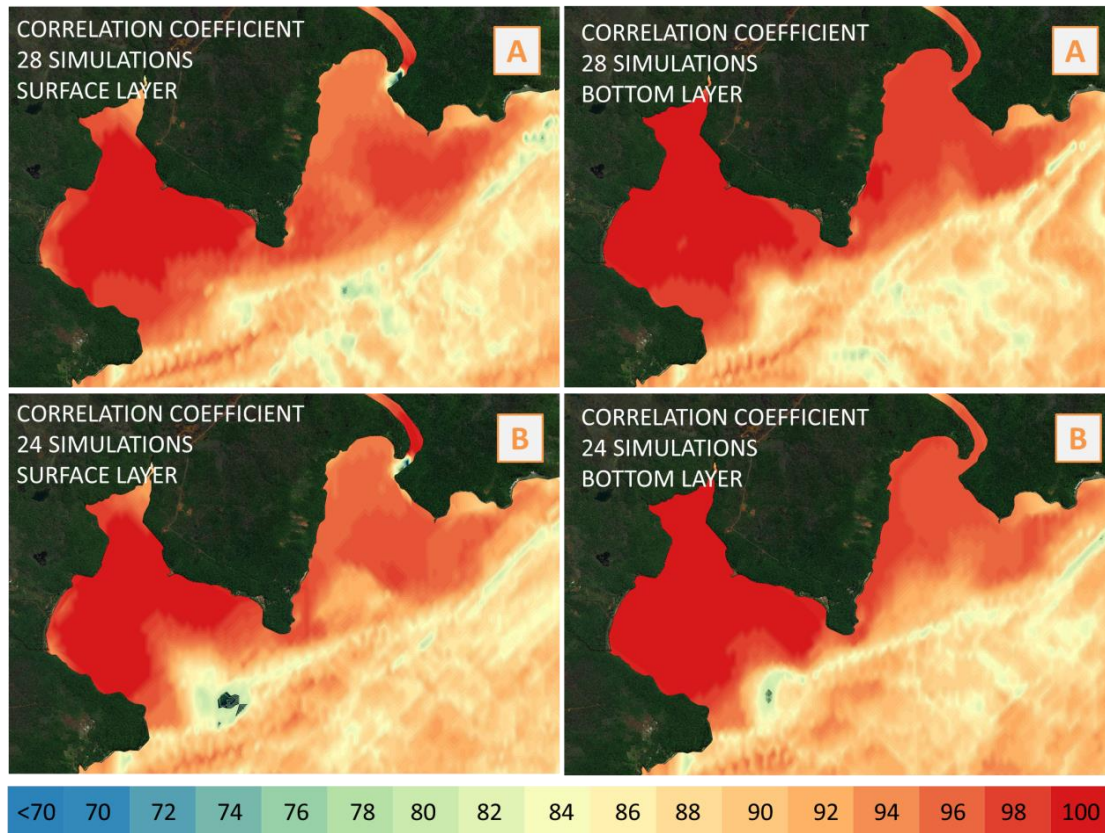 CORRELATION COEFFICIENT
28 SIMULATIONS
SURFACE LAYER
A
CORRELATION COEFFICIENT
28 SIMULATIONS
BOTTOM LAYER
A
CORRELATION COEFFICIENT
24 SIMULATIONS
SURFACE LAYER
B
CORRELATION COEFFICIENT
24 SIMULATIONS
BOTTOM LAYER
B
<70 70 72 74 76 78 80 82 84 86 88 90 92 94 96 98 100